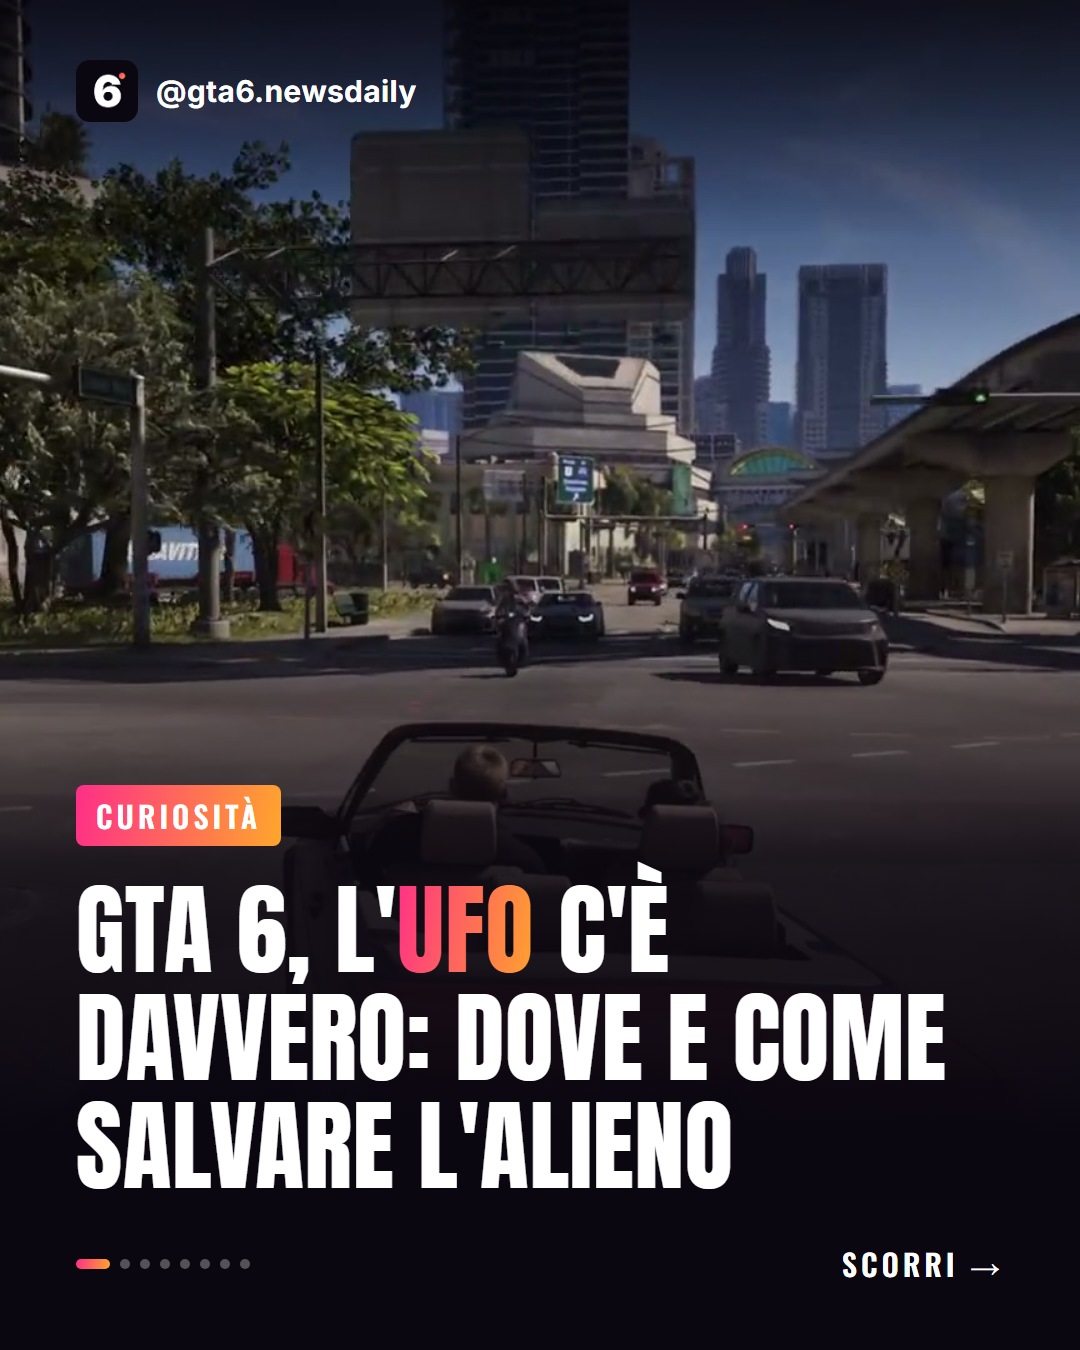 6
@gta6.newsdaily
CURIOSITÀ
GTA 6, L'UFO C'È
DAVVERO: DOVE E COME
SALVARE L'ALIENO
SCORRI →